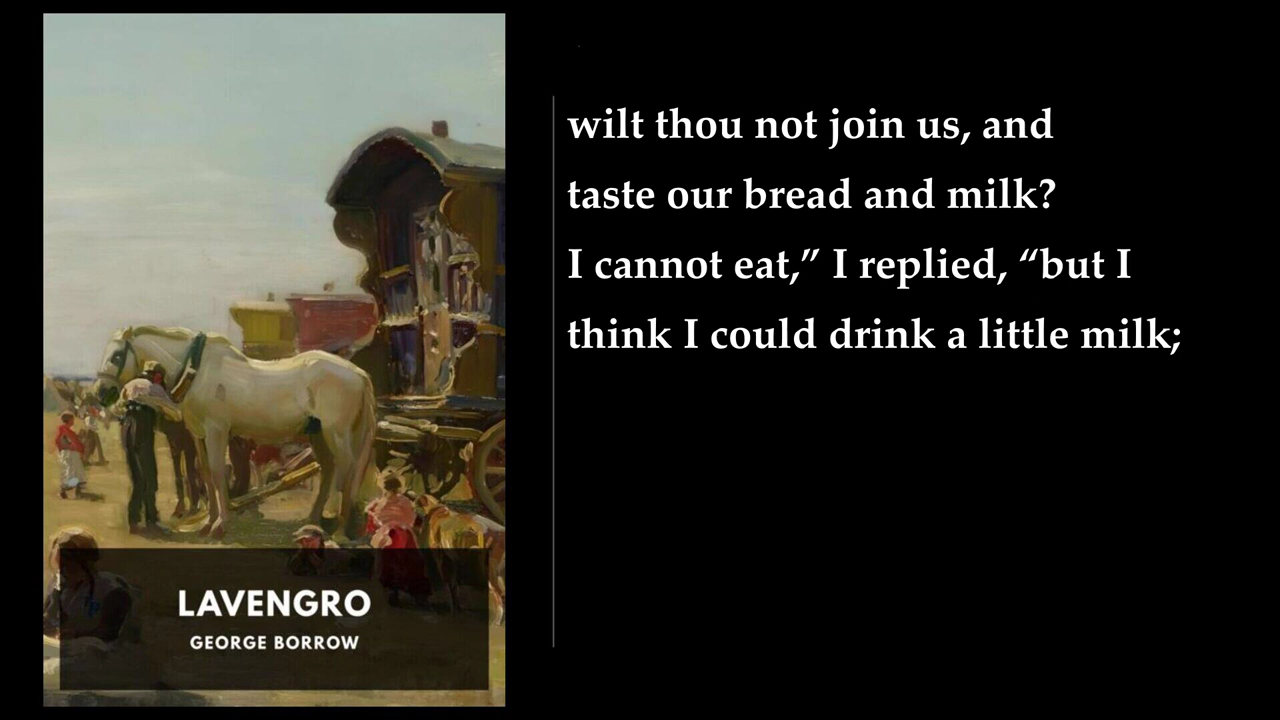 wilt thou not join us, and
taste our bread and milk?
I cannot eat,” I replied, “but I
think I could drink a little milk;
LAVENGRO
GEORGE BORROW